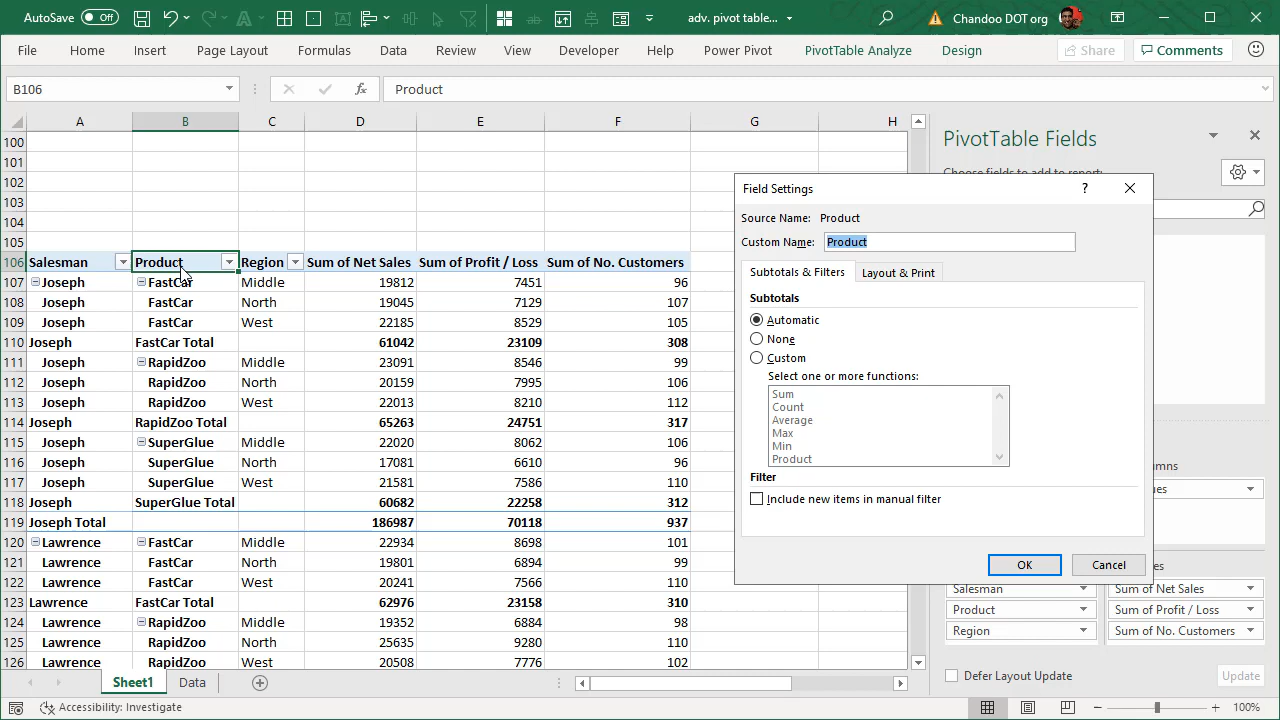 AutoSave Off adv. pivot table... Chandoo DOT org
File Home Insert Draw Page Layout Formulas Data Review View Developer Help Power Pivot PivotTable Analyze Design Share Comments
B106 fx Product
A B C D E F G H
PivotTable Fields
Choose fields to add to report:
100
101
102
103
104
105
106 Salesman Product Region Sum of Net Sales Sum of Profit / Loss Sum of No. Customers
107 Joseph FastCar Middle 19812 7451 96
108 Joseph FastCar North 19045 7129 107
109 Joseph FastCar West 22185 8529 105
110 Joseph FastCar Total 61042 23109 308
111 Joseph RapidZoo Middle 23091 8546 99
112 Joseph RapidZoo North 20159 7995 106
113 Joseph RapidZoo West 22013 8210 112
114 Joseph RapidZoo Total 65263 24751 317
115 Joseph SuperGlue Middle 22020 8062 106
116 Joseph SuperGlue North 17081 6610 96
117 Joseph SuperGlue West 21581 7586 110
118 Joseph SuperGlue Total 60682 22258 312
119 Joseph Total 186987 70118 937
120 Lawrence FastCar Middle 22934 8698 101
121 Lawrence FastCar North 19801 6894 99
122 Lawrence FastCar West 20241 7566 110
123 Lawrence FastCar Total 62976 23158 310
124 Lawrence RapidZoo Middle 19352 6884 98
125 Lawrence RapidZoo North 25635 9280 110
126 Lawrence RapidZoo West 20508 7776 102
Field Settings ?
Source Name: Product
Custom Name: Product
Subtotals & Filters Layout & Print
Subtotals
Automatic
None
Custom
Select one or more functions:
Sum
Count
Average
Max
Min
Product
Filter
Include new items in manual filter
OK Cancel
Salesman Sum of Net Sales
Product Sum of Profit / Loss
Region Sum of No. Customers
Defer Layout Update Update
Sheet1 Data
Accessibility: Investigate 100%